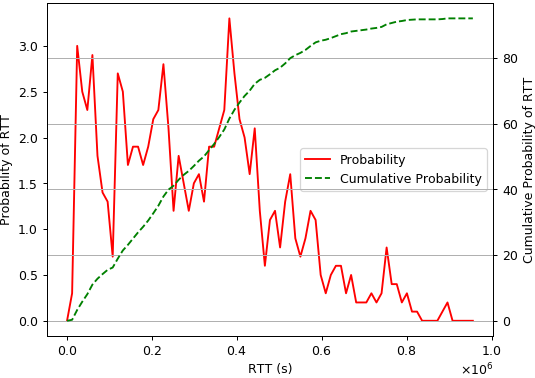 3.0
2.5
2.0
1.5
1.0
0.5
0.0
Probability of RTT
80
60
40
20
0
Cumulative Probability of RTT
Probability
Cumulative Probability
0.0 0.2 0.4 0.6 0.8 1.0
RTT (s)
×10⁶